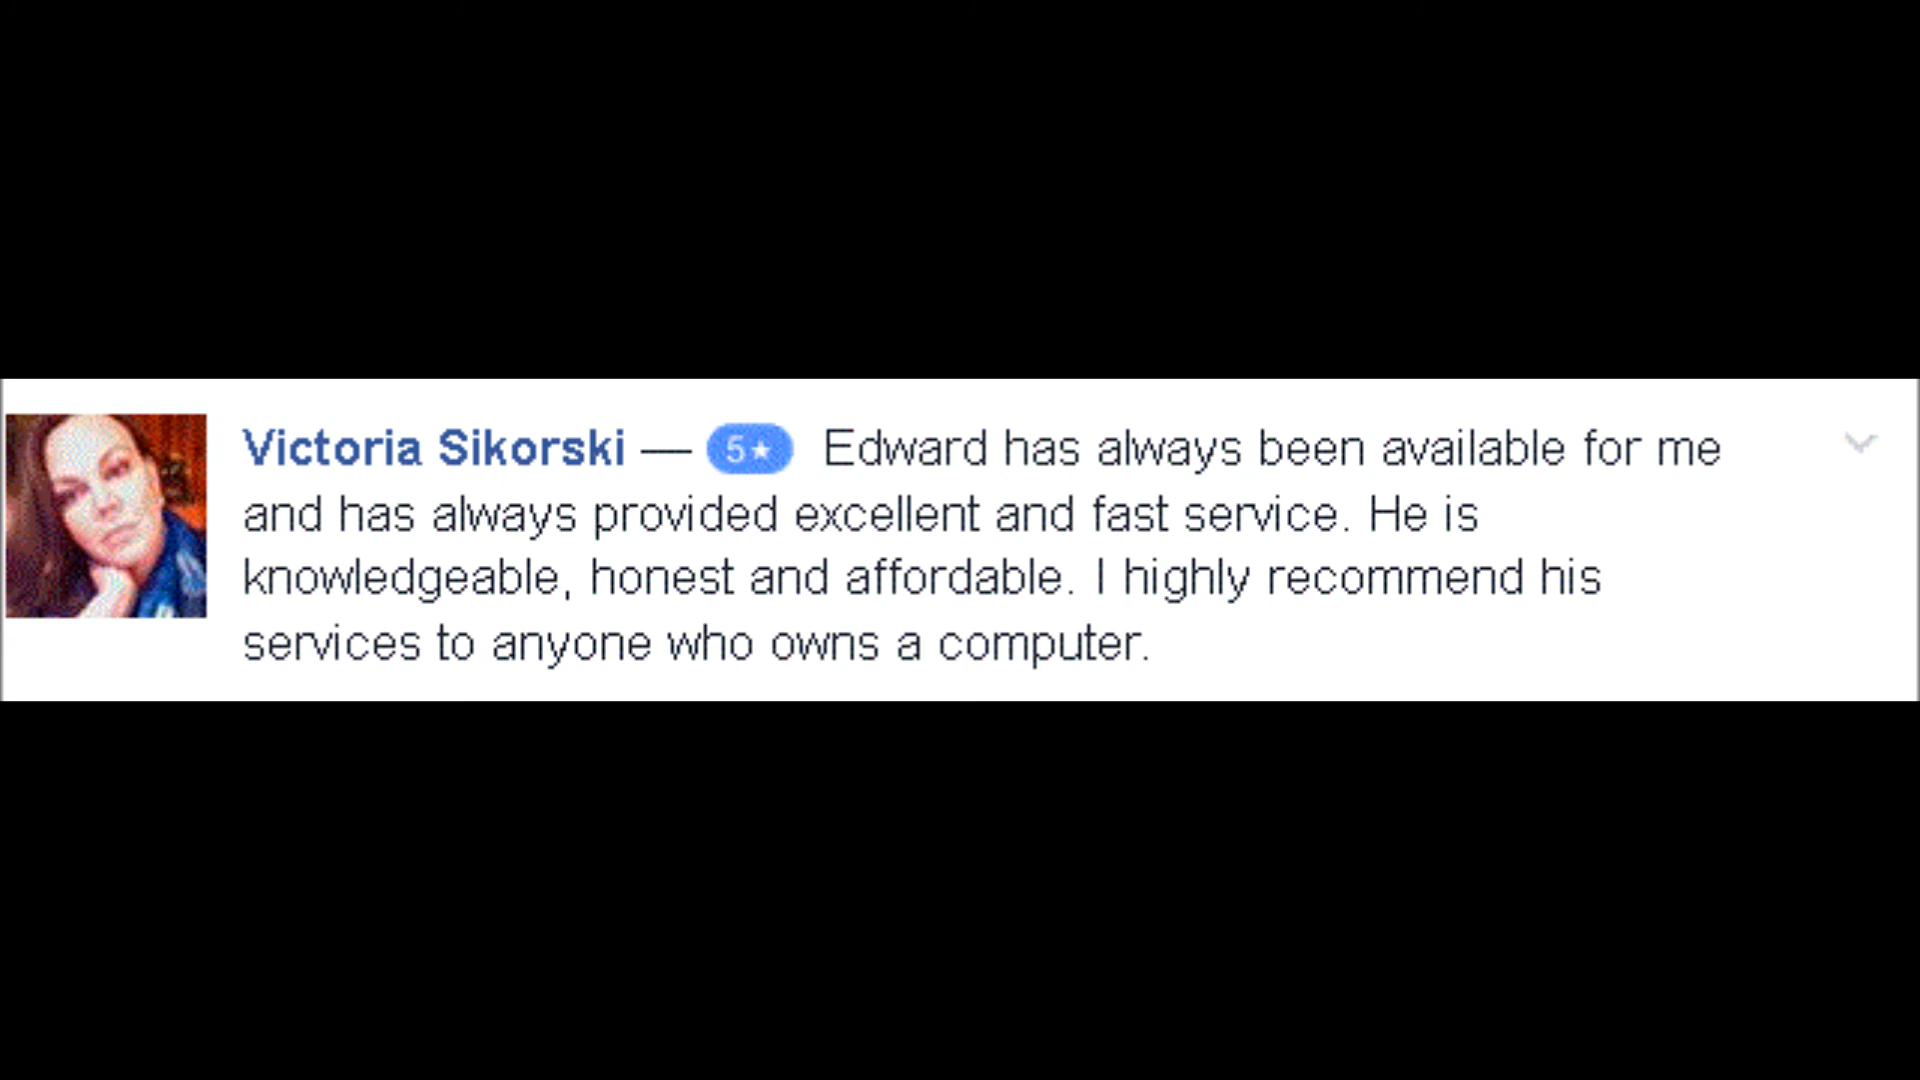 Victoria Sikorski — 5★ Edward has always been available for me
and has always provided excellent and fast service. He is
knowledgeable, honest and affordable. I highly recommend his
services to anyone who owns a computer.